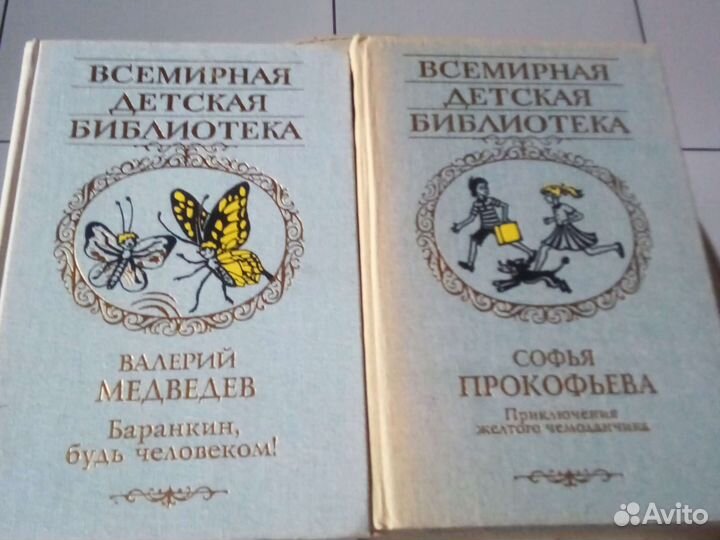 ВСЕМИРНАЯ
ДЕТСКАЯ
БИБЛИОТЕКА
ВАЛЕРИЙ
МЕДВЕДЕВ
Баранкин,
будь человеком!
ВСЕМИРНАЯ
ДЕТСКАЯ
БИБЛИОТЕКА
СОФЬЯ
ПРОКОФЬЕВА
Приключения
желтого чемоданчика
Avito